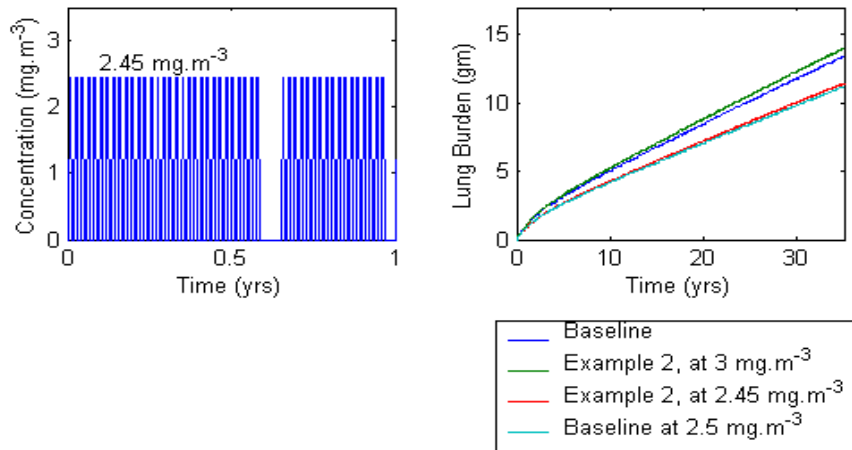 Concentration (mg.m-3)
3
2
1
0
2.45 mg.m-3
0
0.5
1
Time (yrs)
Lung Burden (gm)
15
10
5
0
0
10
20
30
Time (yrs)
Baseline
Example 2, at 3 mg.m-3
Example 2, at 2.45 mg.m-3
Baseline at 2.5 mg.m-3